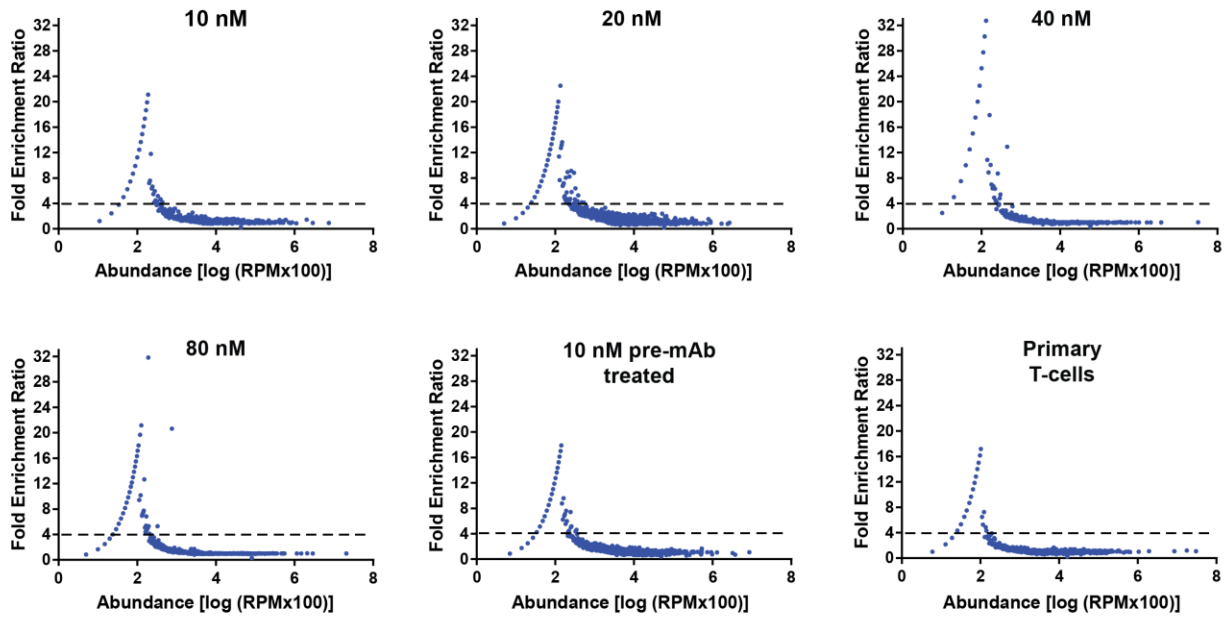 10 nM
Fold Enrichment Ratio
32
28
24
20
16
12
8
4
0
0 2 4 6 8
Abundance [log (RPMx100)]
20 nM
Fold Enrichment Ratio
32
28
24
20
16
12
8
4
0
0 2 4 6 8
Abundance [log (RPMx100)]
40 nM
Fold Enrichment Ratio
32
28
24
20
16
12
8
4
0
0 2 4 6 8
Abundance [log (RPMx100)]
80 nM
Fold Enrichment Ratio
32
28
24
20
16
12
8
4
0
0 2 4 6 8
Abundance [log (RPMx100)]
10 nM pre-mAb
treated
Fold Enrichment Ratio
32
28
24
20
16
12
8
4
0
0 2 4 6 8
Abundance [log (RPMx100)]
Primary
T-cells
Fold Enrichment Ratio
32
28
24
20
16
12
8
4
0
0 2 4 6 8
Abundance [log (RPMx100)]